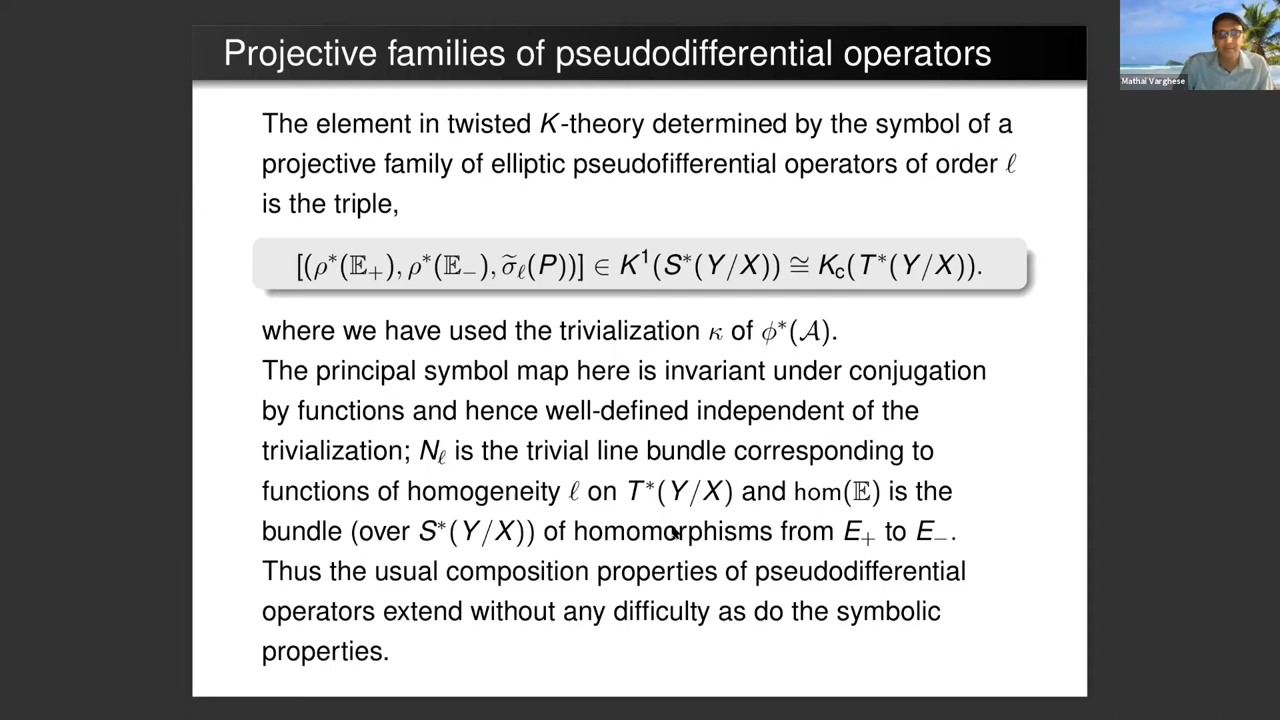 Projective families of pseudodifferential operators
Mathai Varghese
The element in twisted K-theory determined by the symbol of a
projective family of elliptic pseudofifferential operators of order ℓ
is the triple,
[(ρ*(𝔼₊), ρ*(𝔼₋), σ̃_ℓ(P))] ∈ K¹(S*(Y/X)) ≅ K_c(T*(Y/X)).
where we have used the trivialization κ of ϕ*(𝒜).
The principal symbol map here is invariant under conjugation
by functions and hence well-defined independent of the
trivialization; N_ℓ is the trivial line bundle corresponding to
functions of homogeneity ℓ on T*(Y/X) and hom(𝔼) is the
bundle (over S*(Y/X)) of homomorphisms from E₊ to E₋.
Thus the usual composition properties of pseudodifferential
operators extend without any difficulty as do the symbolic
properties.